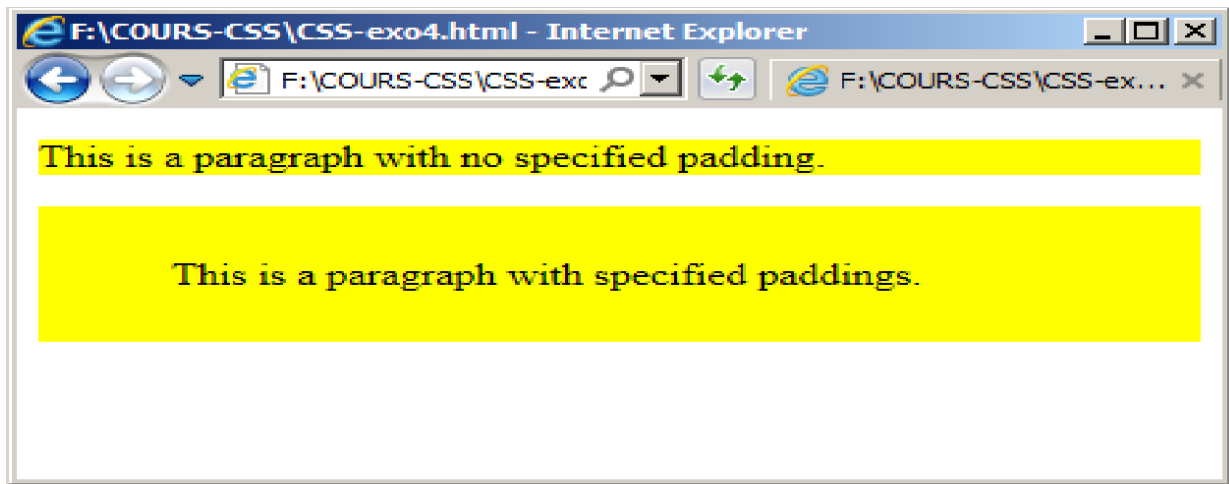 F:\COURS-CSS\CSS-exo4.html - Internet Explorer
F:\COURS-CSS\CSS-exc F:\COURS-CSS\CSS-ex...
This is a paragraph with no specified padding.
This is a paragraph with specified paddings.